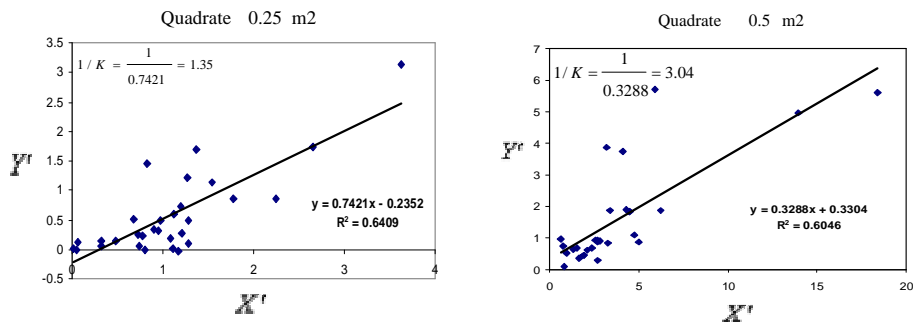 Quadrate 0.25 m2
3.5
3
2.5
2
1.5
1
0.5
0
-0.5
0
1
2
3
4
1/K = 1/0.7421 = 1.35
y = 0.7421x - 0.2352
R² = 0.6409
Y'
X'
Quadrate 0.5 m2
7
6
5
4
3
2
1
0
0
5
10
15
20
1/K = 1/0.3288 = 3.04
y = 0.3288x + 0.3304
R² = 0.6046
Y'
X'